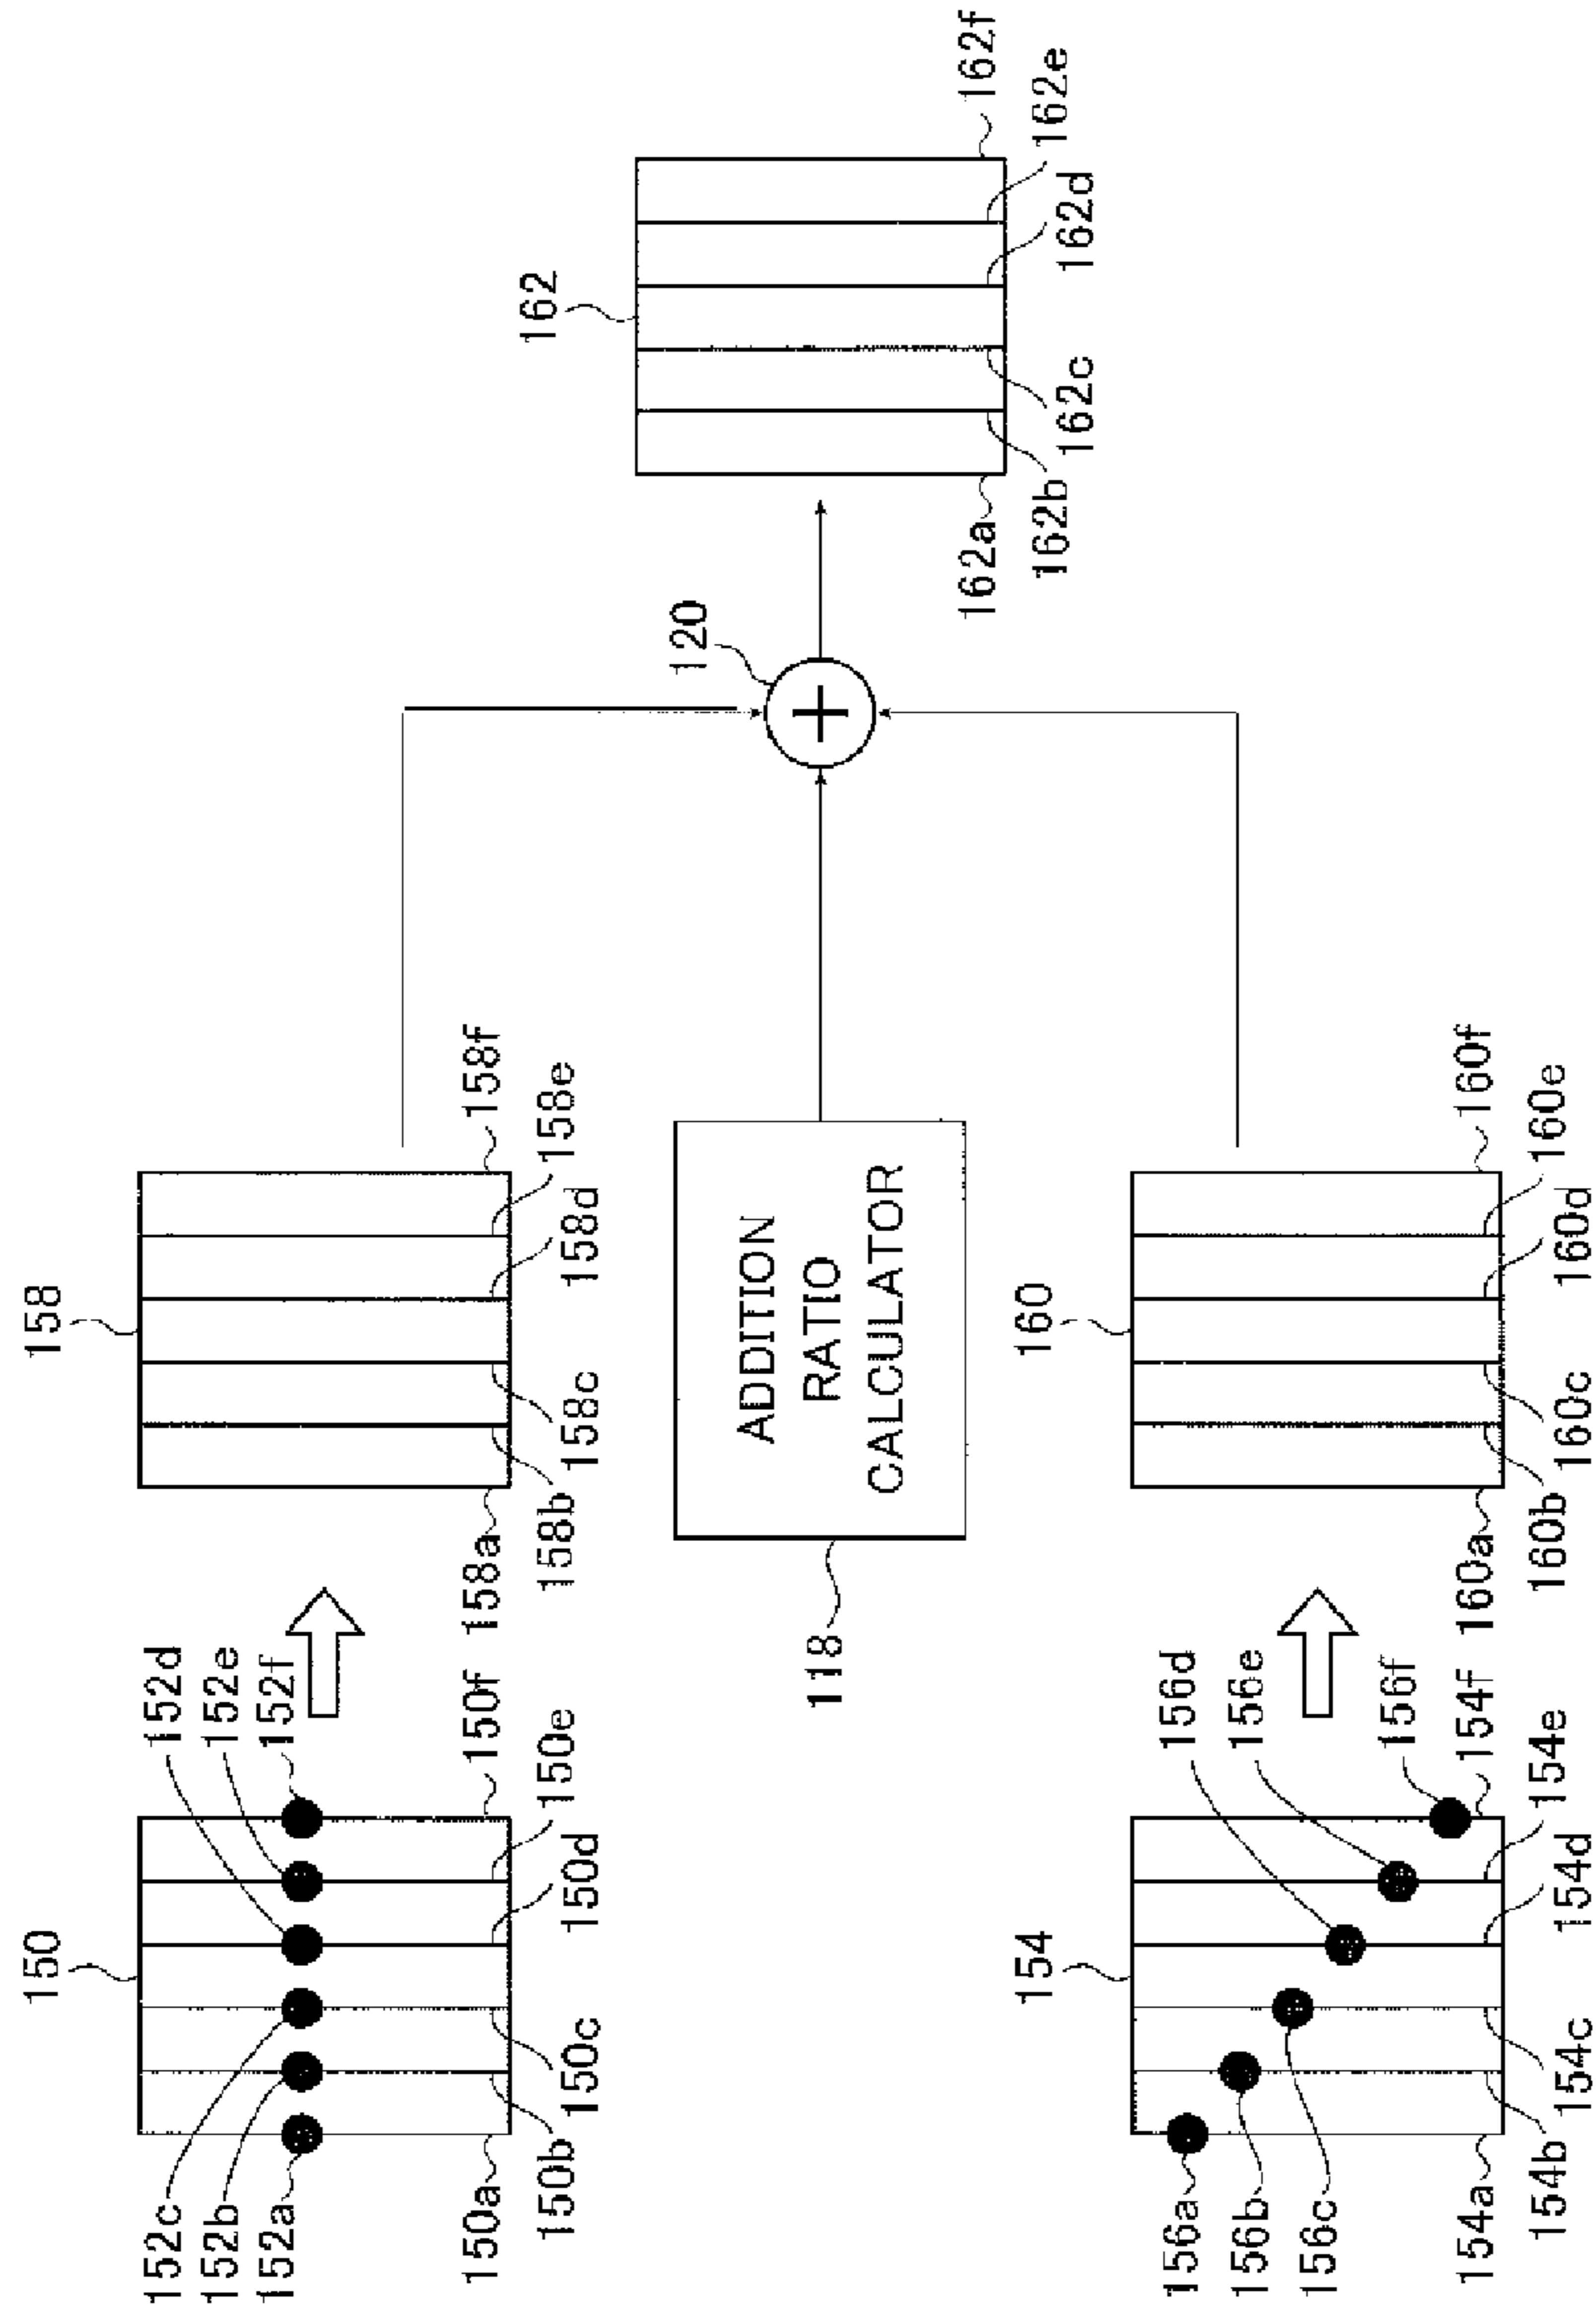 150
152c
152b
152a
152d
152e
152f
150a
150b
150c
150d
150e
150f
158
158a
158b
158c
158d
158e
158f
118
ADDITION
RATIO
CALCULATOR
120
162
162a
162b
162c
162d
162e
162f
154
156a
156b
156c
156d
156e
156f
154a
154b
154c
154d
154e
154f
160
160a
160b
160c
160d
160e
160f
+